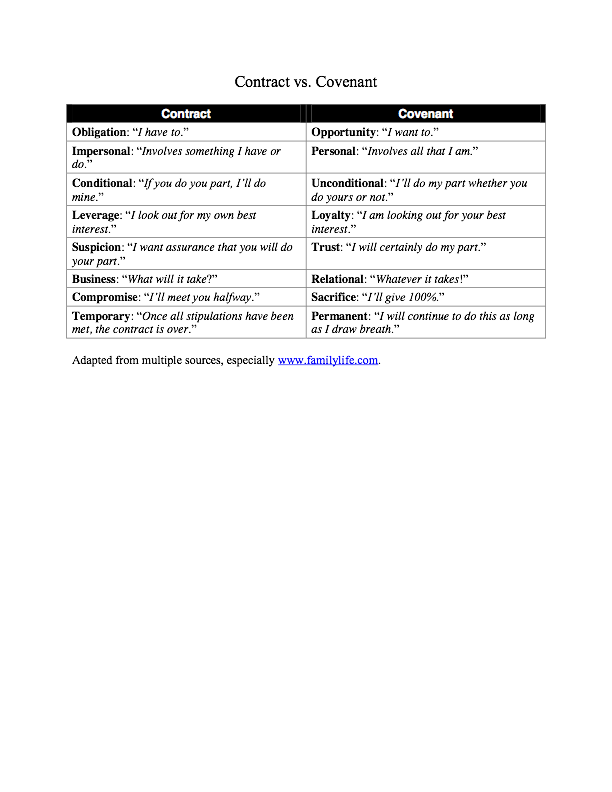 Contract vs. Covenant
Contract
Covenant
Obligation: “I have to.”
Opportunity: “I want to.”
Impersonal: “Involves something I have or
do.”
Personal: “Involves all that I am.”
Conditional: “If you do you part, I’ll do
mine.”
Unconditional: “I’ll do my part whether you
do yours or not.”
Leverage: “I look out for my own best
interest.”
Loyalty: “I am looking out for your best
interest.”
Suspicion: “I want assurance that you will do
your part.”
Trust: “I will certainly do my part.”
Business: “What will it take?”
Relational: “Whatever it takes!”
Compromise: “I’ll meet you halfway.”
Sacrifice: “I’ll give 100%.”
Temporary: “Once all stipulations have been
met, the contract is over.”
Permanent: “I will continue to do this as long
as I draw breath.”
Adapted from multiple sources, especially www.familylife.com.